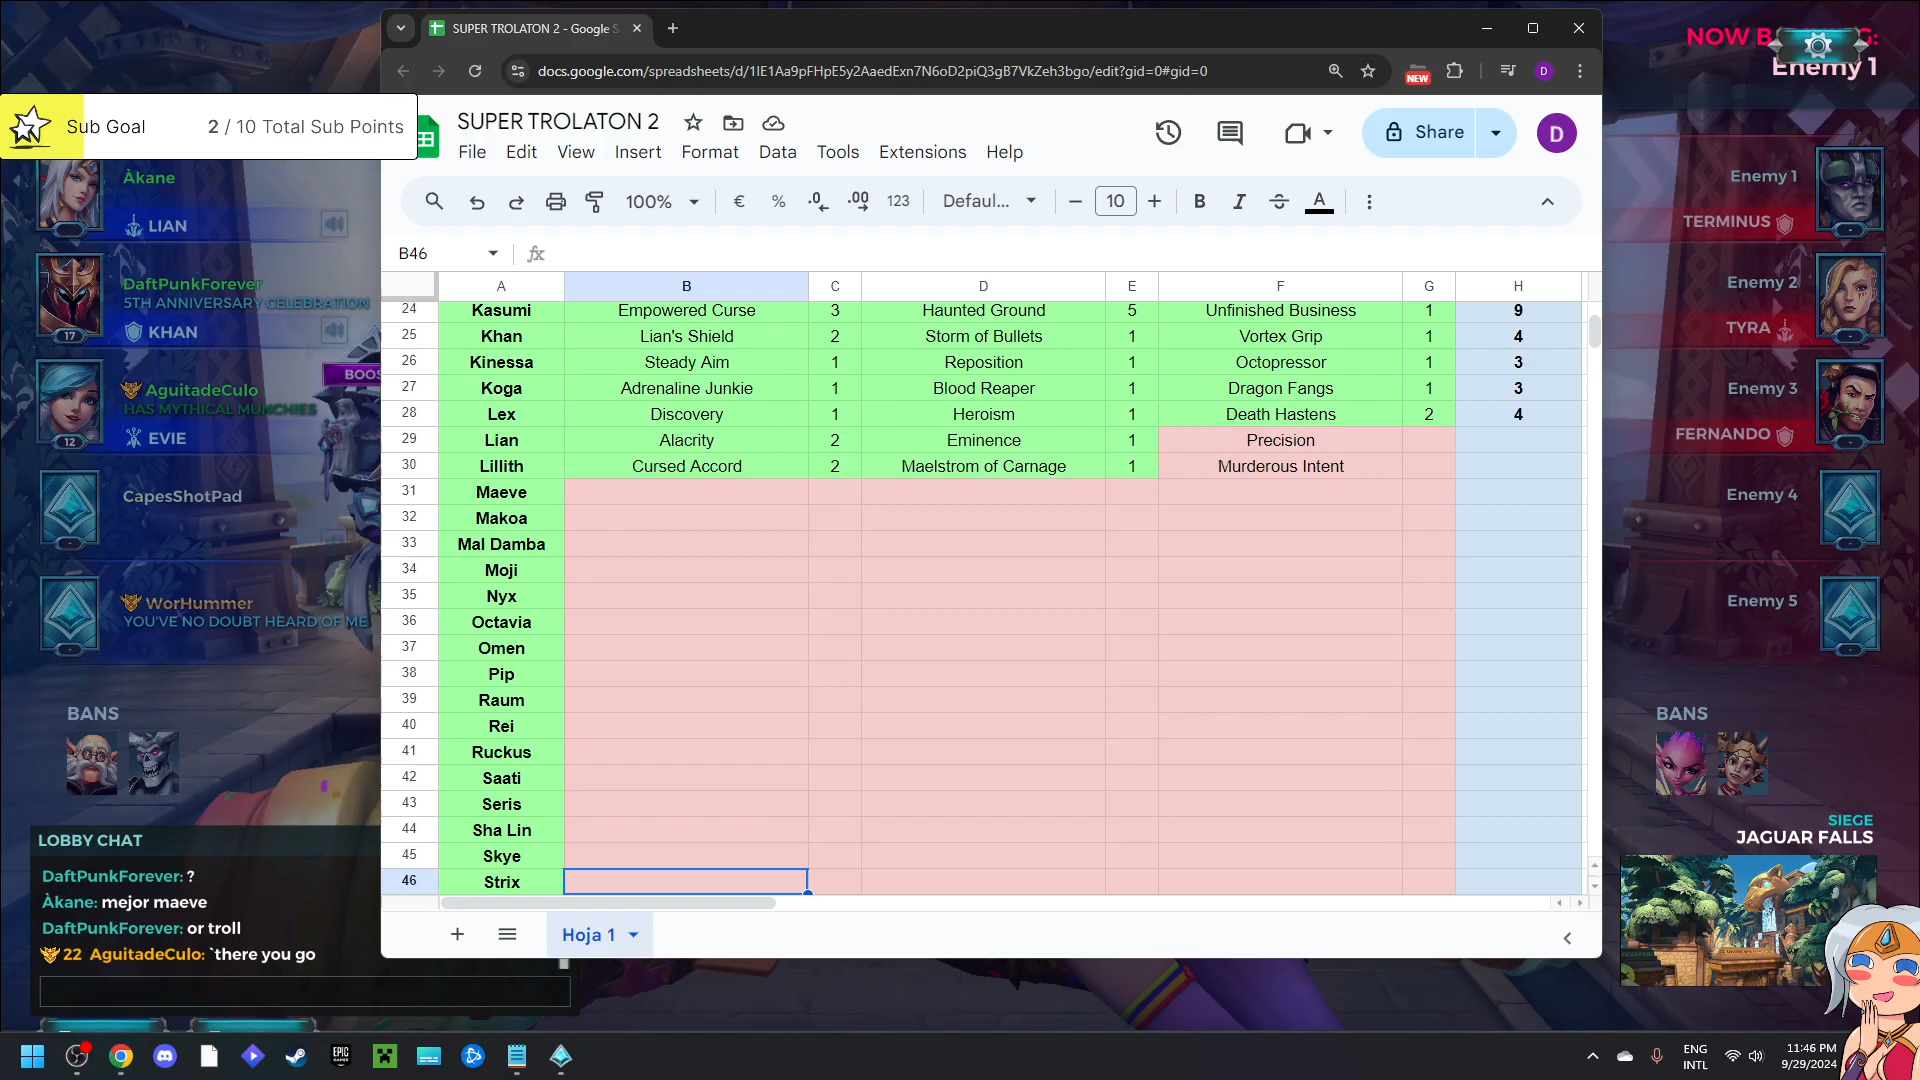 SUPER TROLATON 2 - Google S
docs.google.com/spreadsheets/d/1IE1Aa9pFHpE5y2AaedExn7N6oD2piQ3gB7VkZeh3bgo/edit?gid=0#gid=0
NEW
D
Sub Goal
2 / 10 Total Sub Points
SUPER TROLATON 2
File Edit View Insert Format Data Tools Extensions Help
Share
D
100%
€ % .0 .00 123
Defaul...
10
B I A
B46
fx
A B C D E F G H
24 Kasumi Empowered Curse 3 Haunted Ground 5 Unfinished Business 1 9
25 Khan Lian's Shield 2 Storm of Bullets 1 Vortex Grip 1 4
26 Kinessa Steady Aim 1 Reposition 1 Octopressor 1 3
27 Koga Adrenaline Junkie 1 Blood Reaper 1 Dragon Fangs 1 3
28 Lex Discovery 1 Heroism 1 Death Hastens 2 4
29 Lian Alacrity 2 Eminence 1 Precision
30 Lillith Cursed Accord 2 Maelstrom of Carnage 1 Murderous Intent
31 Maeve
32 Makoa
33 Mal Damba
34 Moji
35 Nyx
36 Octavia
37 Omen
38 Pip
39 Raum
40 Rei
41 Ruckus
42 Saati
43 Seris
44 Sha Lin
45 Skye
46 Strix
Hoja 1
Àkane
LIAN
DaftPunkForever
5TH ANNIVERSARY CELEBRATION
17
KHAN
BOOS
AguitadeCulo
HAS MYTHICAL MUNCHIES
12
EVIE
CapesShotPad
WorHummer
YOU'VE NO DOUBT HEARD OF ME
BANS
LOBBY CHAT
DaftPunkForever: ?
Àkane: mejor maeve
DaftPunkForever: or troll
22 AguitadeCulo: `there you go
NOW B
G:
Enemy 1
Enemy 1
TERMINUS
Enemy 2
TYRA
Enemy 3
FERNANDO
Enemy 4
Enemy 5
BANS
SIEGE
JAGUAR FALLS
EPIC
GAMES
ENG
INTL
11:46 PM
9/29/2024